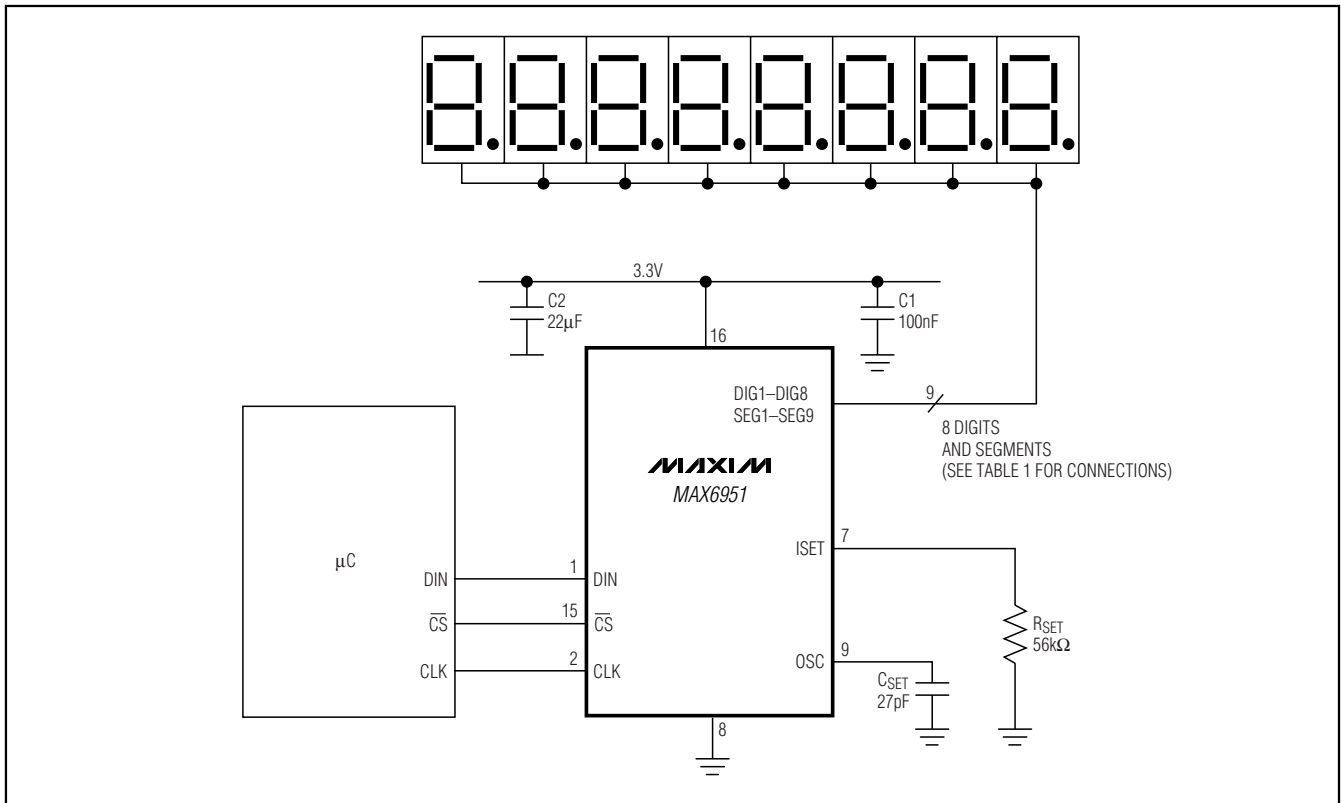 3.3V
C2
22µF
C1
100nF
16
DIG1–DIG8
SEG1–SEG9
9
8 DIGITS
AND SEGMENTS
(SEE TABLE 1 FOR CONNECTIONS)
MAXIM
MAX6951
µC
ISET
7
DIN
1
DIN
CS
15
CS
CLK
2
CLK
RSET
56kΩ
OSC
9
CSET
27pF
8